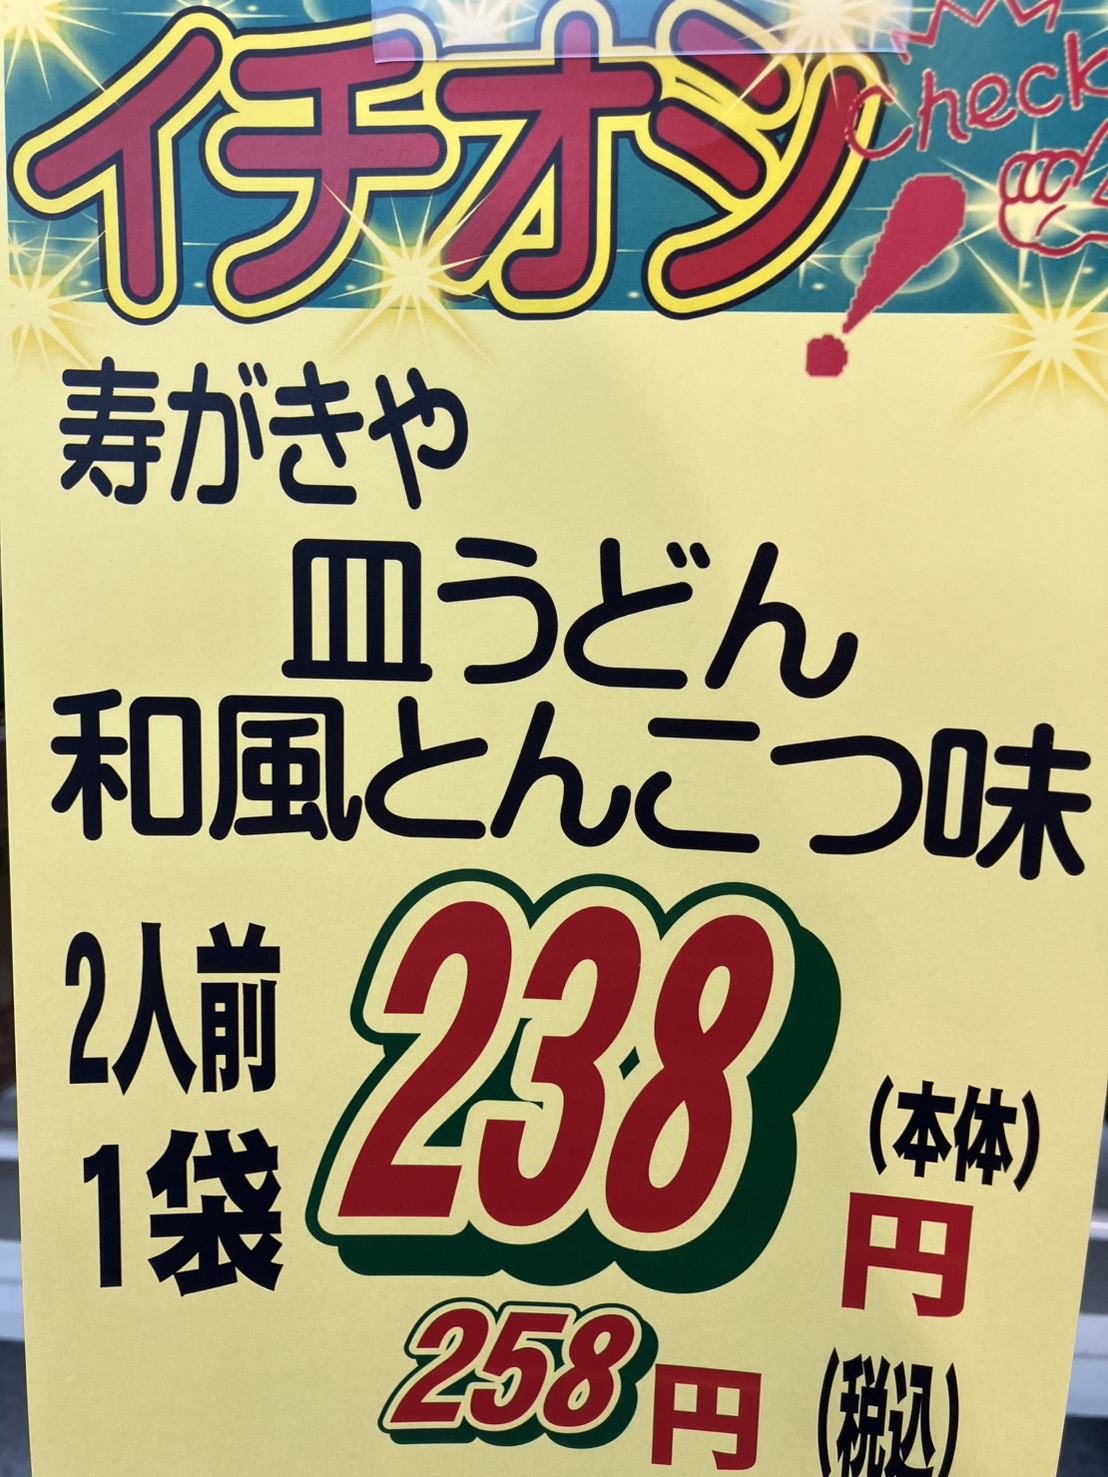 イチオシ
Check
!
寿がきや
皿うどん
和風とんこつ味
2人前
1袋
238
(本体)
円
258円
(税込)